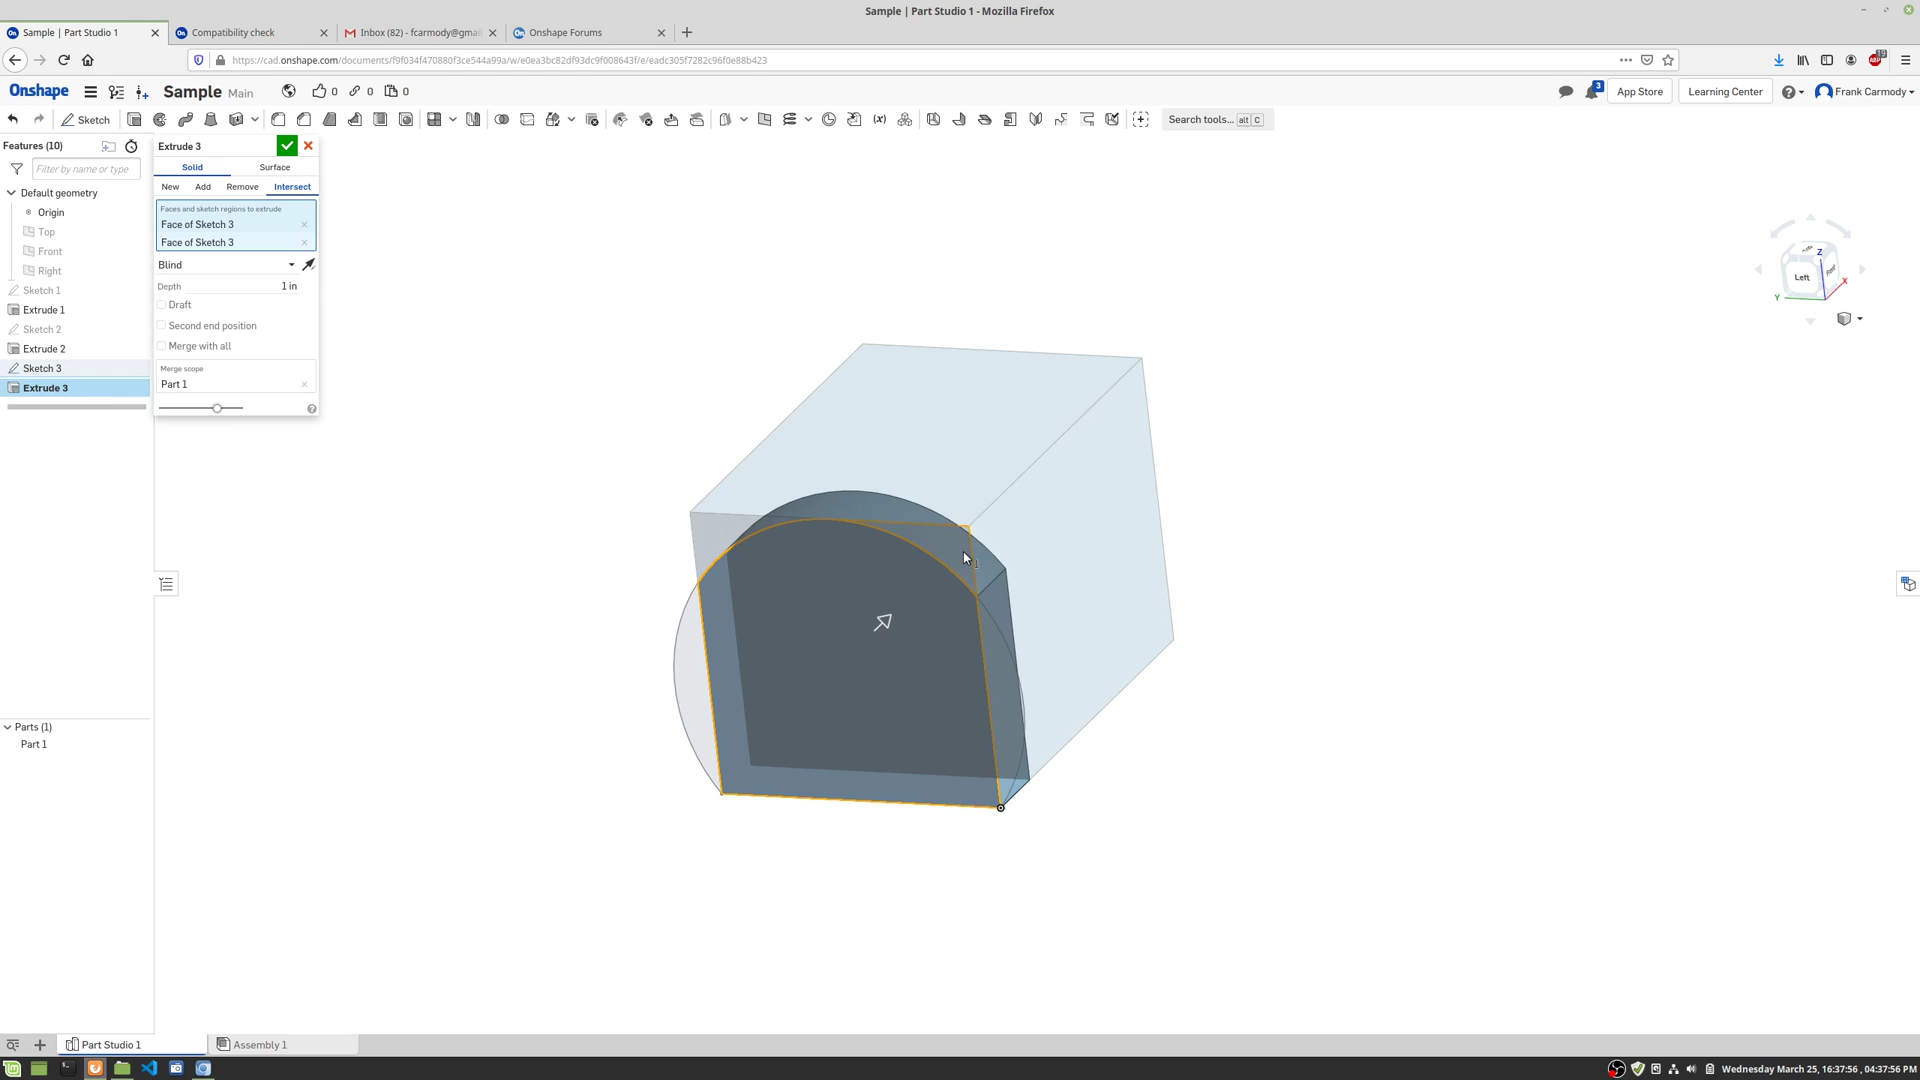 Sample | Part Studio 1 - Mozilla Firefox
Sample | Part Studio 1
Compatibility check
Inbox (82) - fcarmody@gmai
Onshape Forums
https://cad.onshape.com/documents/f9f034f470880f3ce544a99a/w/e0ea3bc82df93dc9f008643f/e/eadc305f7282c96f0e88b423
19
ABP
Onshape
Sample Main
0
0
0
3
App Store
Learning Center
Frank Carmody
Sketch
(x)
Search tools... alt C
Features (10)
Filter by name or type
Default geometry
Origin
Top
Front
Right
Sketch 1
Extrude 1
Sketch 2
Extrude 2
Sketch 3
Extrude 3
Extrude 3
Solid
Surface
New
Add
Remove
Intersect
Faces and sketch regions to extrude
Face of Sketch 3
Face of Sketch 3
Blind
Depth
1 in
Draft
Second end position
Merge with all
Merge scope
Part 1
Z
Left
X
Y
Parts (1)
Part 1
Part Studio 1
Assembly 1
Wednesday March 25, 16:37:56 , 04:37:56 PM